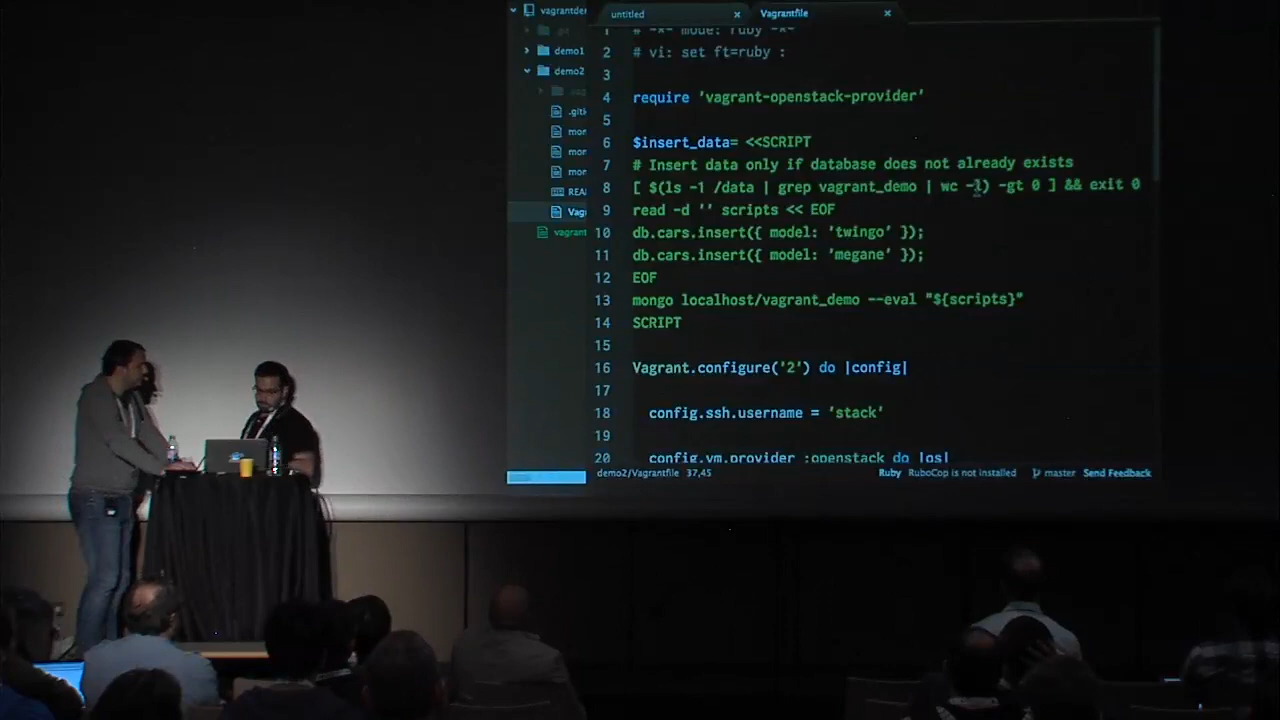 vagrantdem
.git
demo1
demo2
.giti
mon
mon
mon
REA
Vag
vagrant
untitled
Vagrantfile
1 # -*- mode: ruby -*-
2 # vi: set ft=ruby :
3
4 require 'vagrant-openstack-provider'
5
6 $insert_data= <<SCRIPT
7 # Insert data only if database does not already exists
8 [ $(ls -1 /data | grep vagrant_demo | wc -l) -gt 0 ] && exit 0
9 read -d '' scripts << EOF
10 db.cars.insert({ model: 'twingo' });
11 db.cars.insert({ model: 'megane' });
12 EOF
13 mongo localhost/vagrant_demo --eval "${scripts}"
14 SCRIPT
15
16 Vagrant.configure('2') do |config|
17
18 config.ssh.username = 'stack'
19
20 config.vm.provider :openstack do |os|
demo2/Vagrantfile 37,45
Ruby RuboCop is not installed master Send Feedback